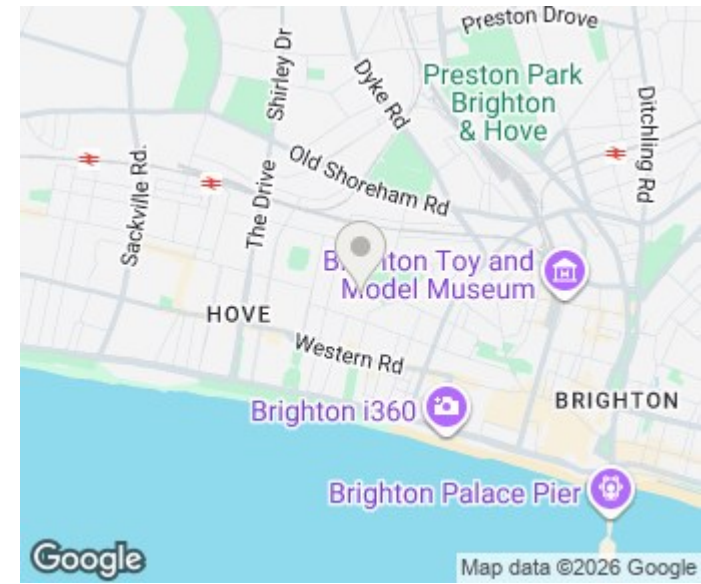 Preston Drove
Shirley Dr
Dyke Rd
Preston Park
Brighton
& Hove
Ditchling Rd
Old Shoreham Rd
Sackville Rd.
The Drive
Brighton Toy and
Model Museum
HOVE
Western Rd
Brighton i360
BRIGHTON
Brighton Palace Pier
Google
Map data ©2026 Google